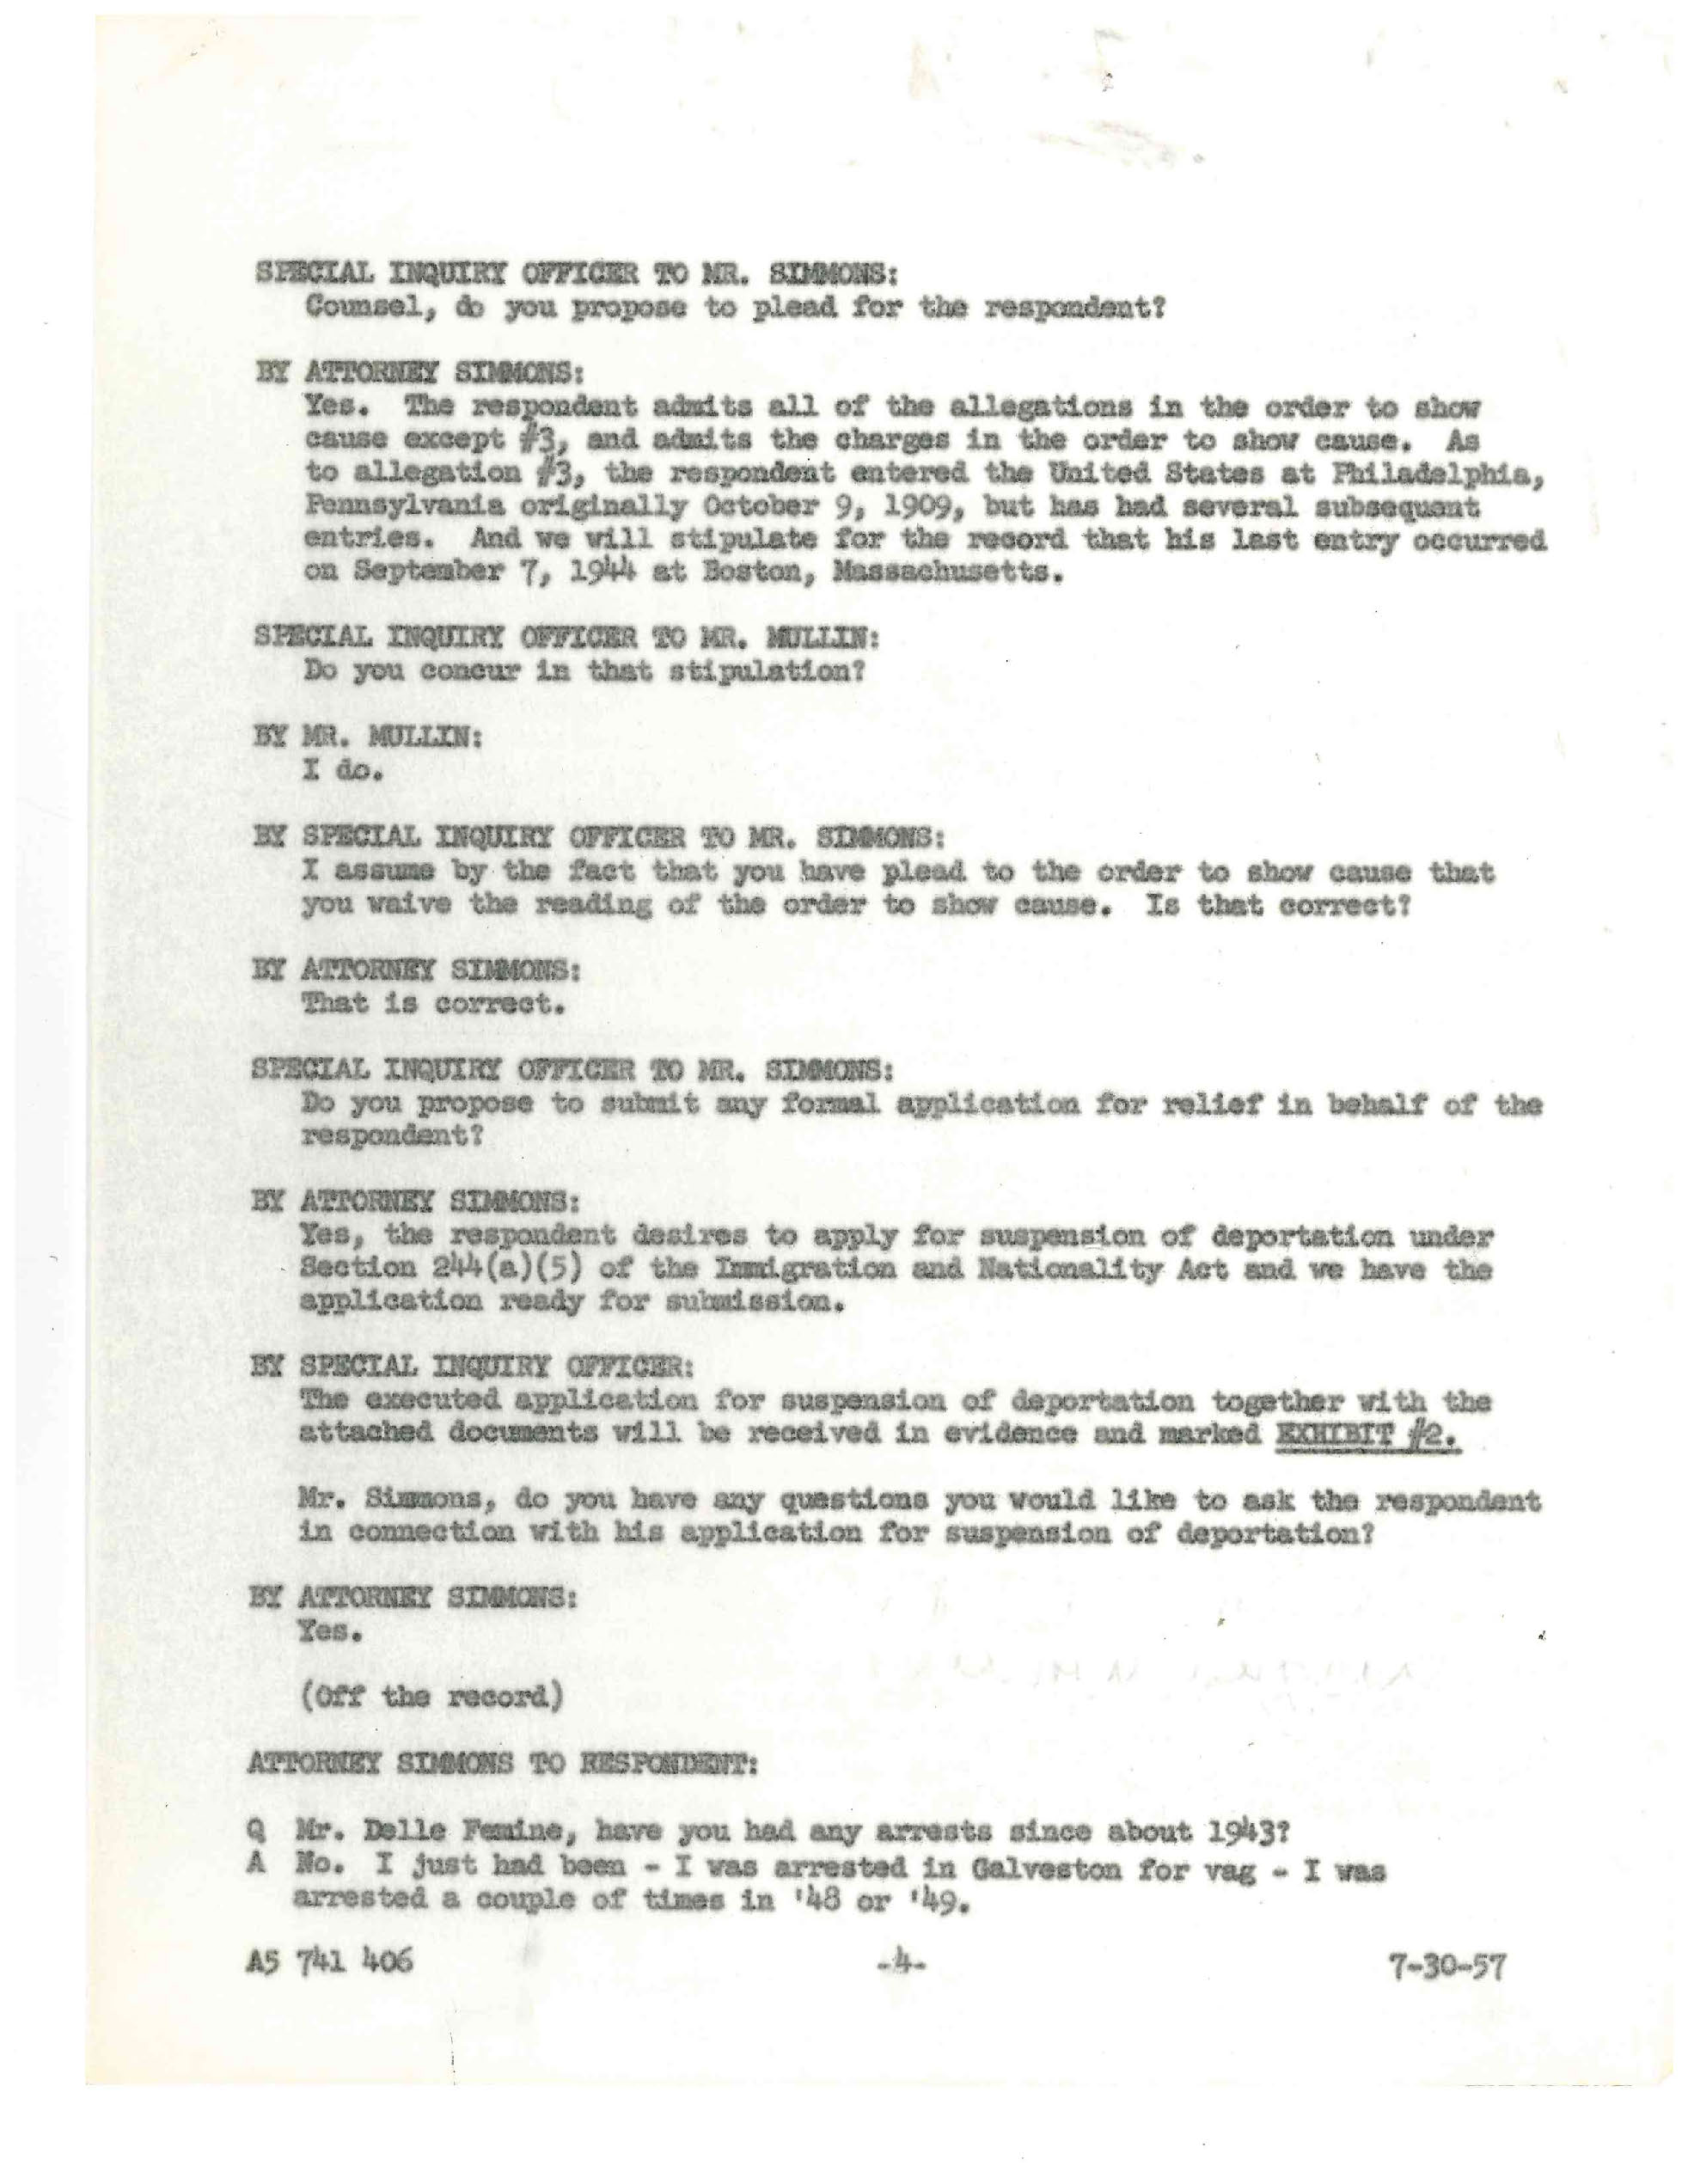 SPECIAL INQUIRY OFFICER TO MR. SIMMONS:
Counsel, do you propose to plead for the respondent?
BY ATTORNEY SIMMONS:
Yes. The respondent admits all of the allegations in the order to show
cause except #3, and admits the charges in the order to show cause. As
to allegation #3, the respondent entered the United States at Philadelphia,
Pennsylvania originally October 9, 1909, but has had several subsequent
entries. And we will stipulate for the record that his last entry occurred
on September 7, 1944 at Boston, Massachusetts.
SPECIAL INQUIRY OFFICER TO MR. MULLIN:
Do you concur in that stipulation?
BY MR. MULLIN:
I do.
BY SPECIAL INQUIRY OFFICER TO MR. SIMMONS:
I assume by the fact that you have plead to the order to show cause that
you waive the reading of the order to show cause. Is that correct?
BY ATTORNEY SIMMONS:
That is correct.
SPECIAL INQUIRY OFFICER TO MR. SIMMONS:
Do you propose to submit any formal application for relief in behalf of the
respondent?
BY ATTORNEY SIMMONS:
Yes, the respondent desires to apply for suspension of deportation under
Section 244(a)(5) of the Immigration and Nationality Act and we have the
application ready for submission.
BY SPECIAL INQUIRY OFFICER:
The executed application for suspension of deportation together with the
attached documents will be received in evidence and marked EXHIBIT #2.
Mr. Simmons, do you have any questions you would like to ask the respondent
in connection with his application for suspension of deportation?
BY ATTORNEY SIMMONS:
Yes.
(Off the record)
ATTORNEY SIMMONS TO RESPONDENT:
Q Mr. Delle Femine, have you had any arrests since about 1943?
A No. I just had been - I was arrested in Galveston for vag - I was
arrested a couple of times in '48 or '49.
A5 741 406 -4- 7-30-57